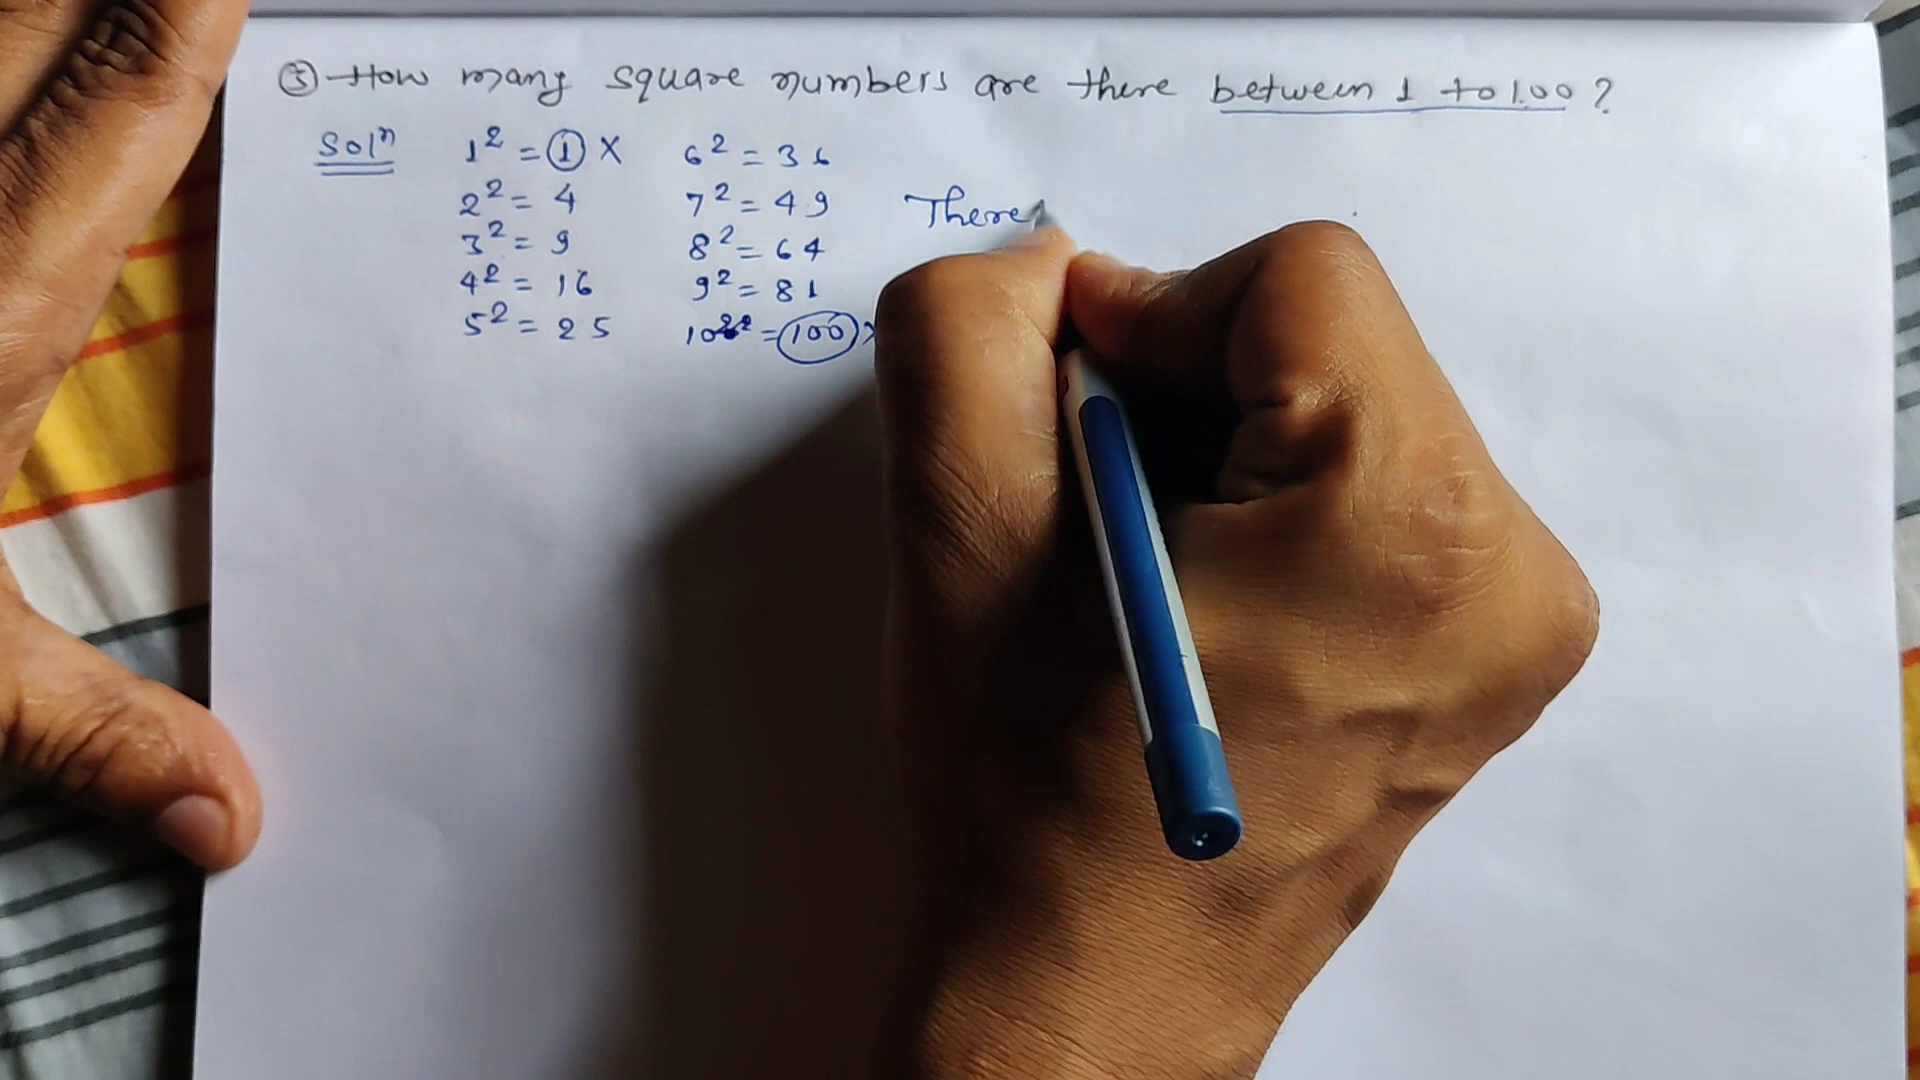 ③ How many square numbers are there between 1 to 100?
Solⁿ 1² = 1 X 6² = 36
2² = 4 7² = 49 There
3² = 9 8² = 64
4² = 16 9² = 81
5² = 25 10² = 100 X